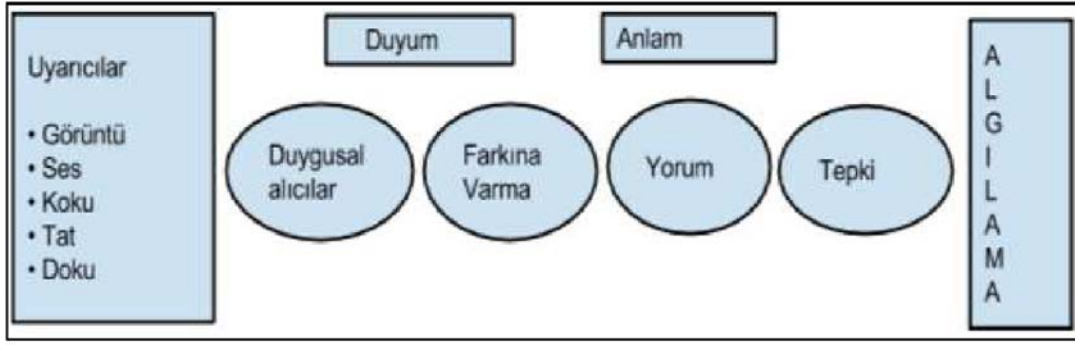 Uyarıcılar
• Görüntü
• Ses
• Koku
• Tat
• Doku
Duyum
Anlam
Duygusal
alıcılar
Farkına
Varma
Yorum
Tepki
A
L
G
I
L
A
M
A